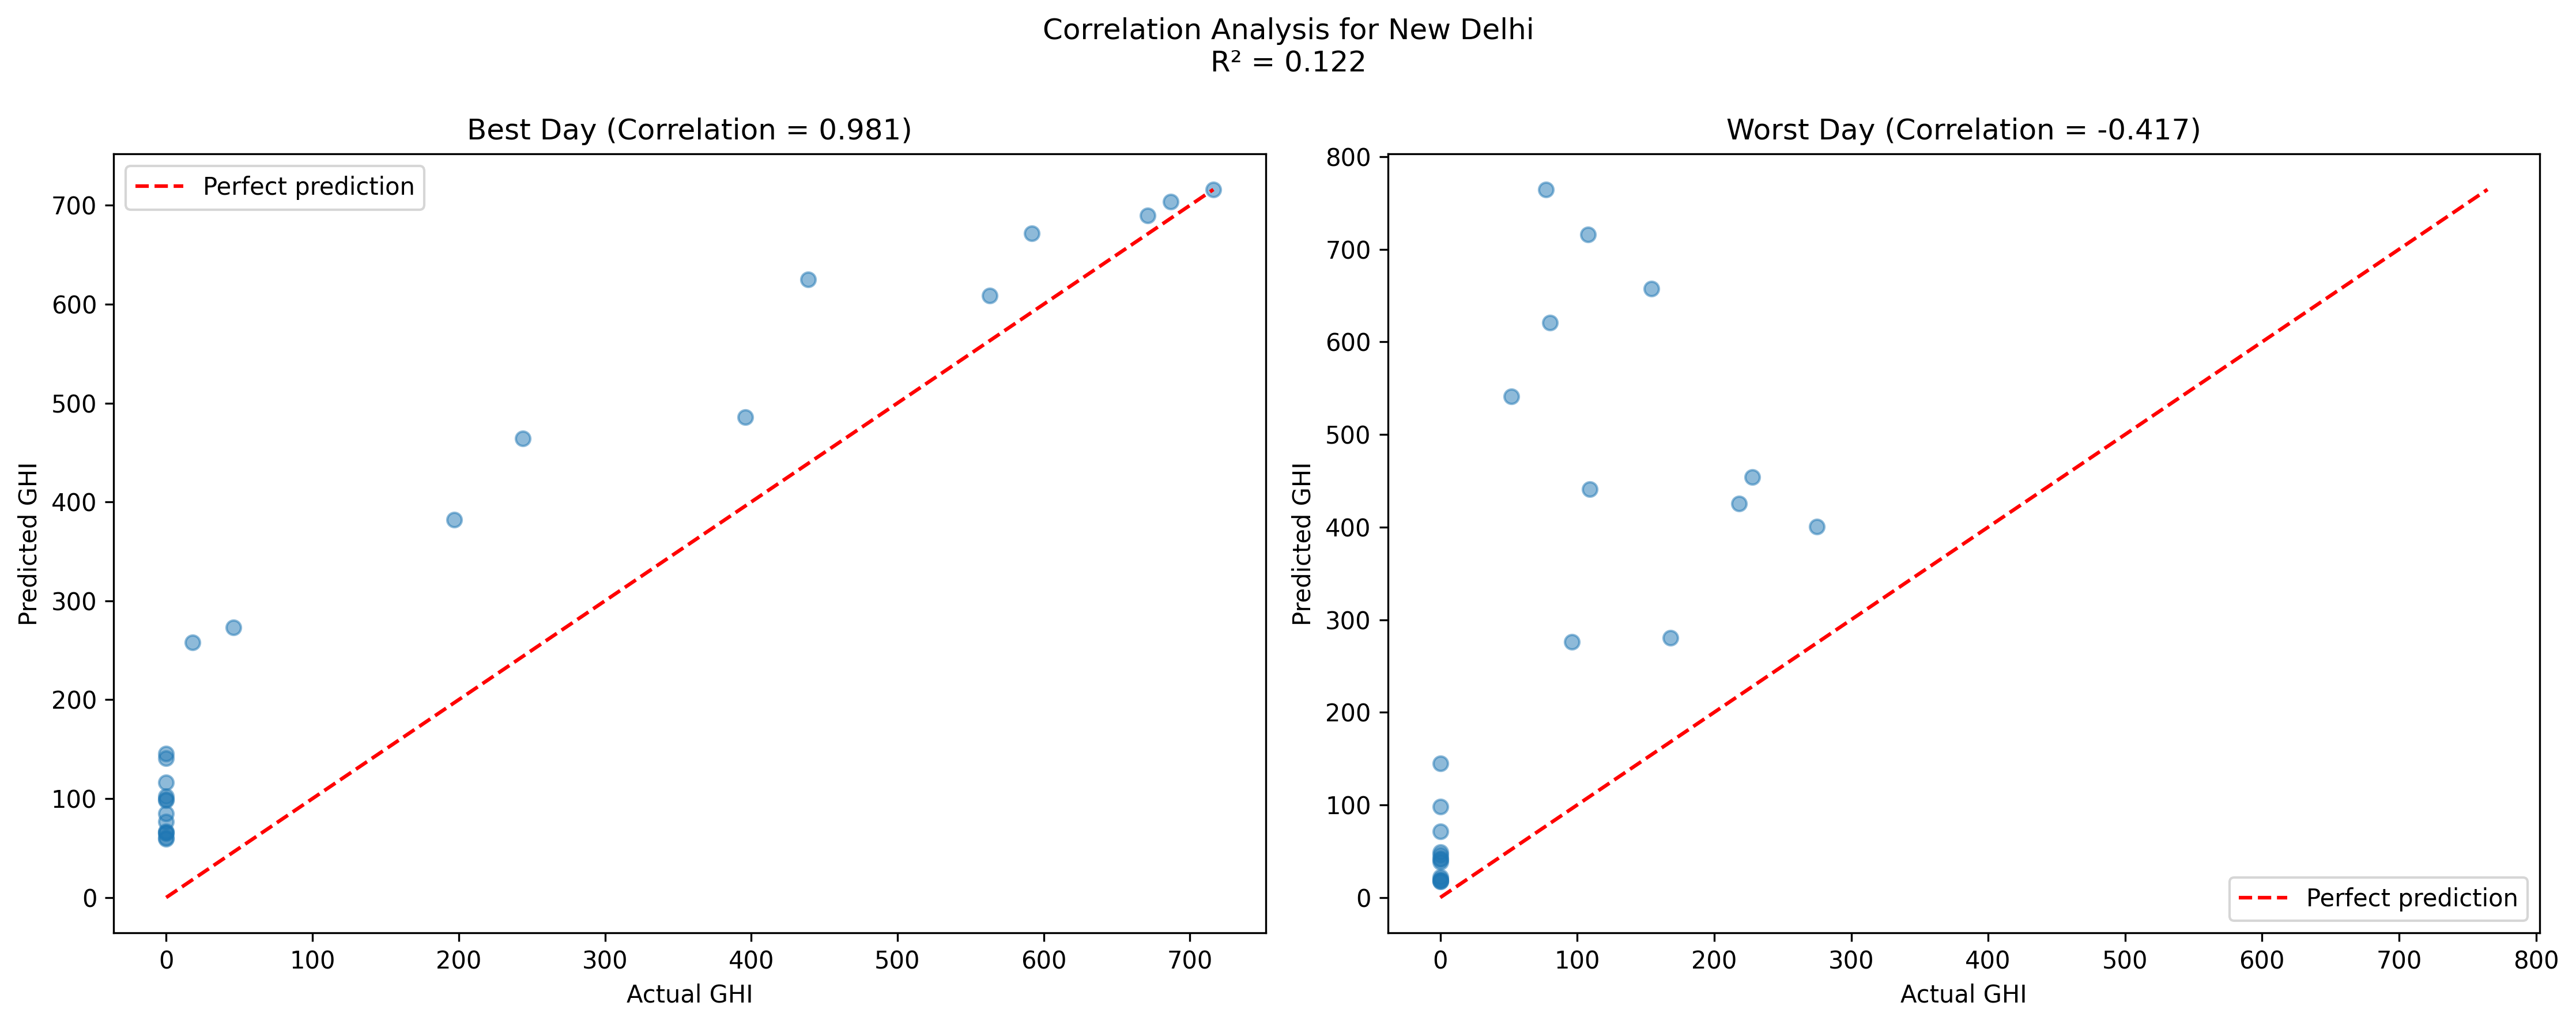 Correlation Analysis for New Delhi
R² = 0.122
Best Day (Correlation = 0.981)
Perfect prediction
Predicted GHI
700
600
500
400
300
200
100
0
0 100 200 300 400 500 600 700
Actual GHI
Worst Day (Correlation = -0.417)
Predicted GHI
800
700
600
500
400
300
200
100
0
Perfect prediction
0 100 200 300 400 500 600 700 800
Actual GHI